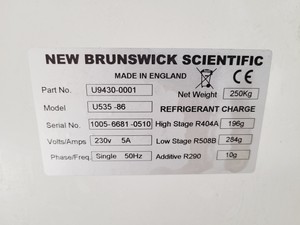 NEW BRUNSWICK SCIENTIFIC
MADE IN ENGLAND
CE
Part No. U9430-0001 Net Weight 250Kg
Model U535 -86 REFRIGERANT CHARGE
Serial No. 1005-6681-0510 High Stage R404A 196g
Volts/Amps 230v 5A Low Stage R508B 284g
Phase/Freq. Single 50Hz Additive R290 10g